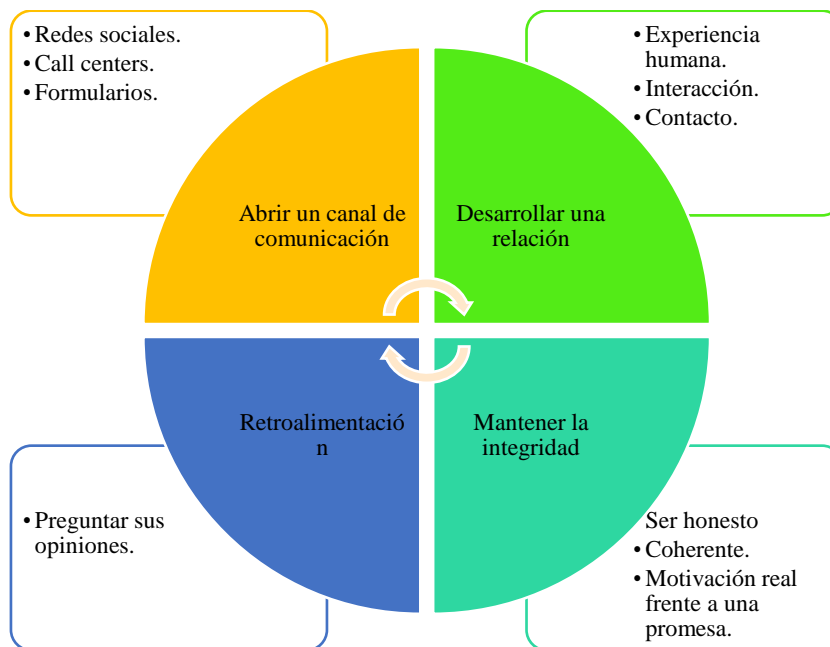 • Redes sociales.
• Call centers.
• Formularios.
• Experiencia
humana.
• Interacción.
• Contacto.
Abrir un canal de
comunicación
Desarrollar una
relación
Retroalimentació
n
Mantener la
integridad
• Preguntar sus
opiniones.
Ser honesto
• Coherente.
• Motivación real
frente a una
promesa.